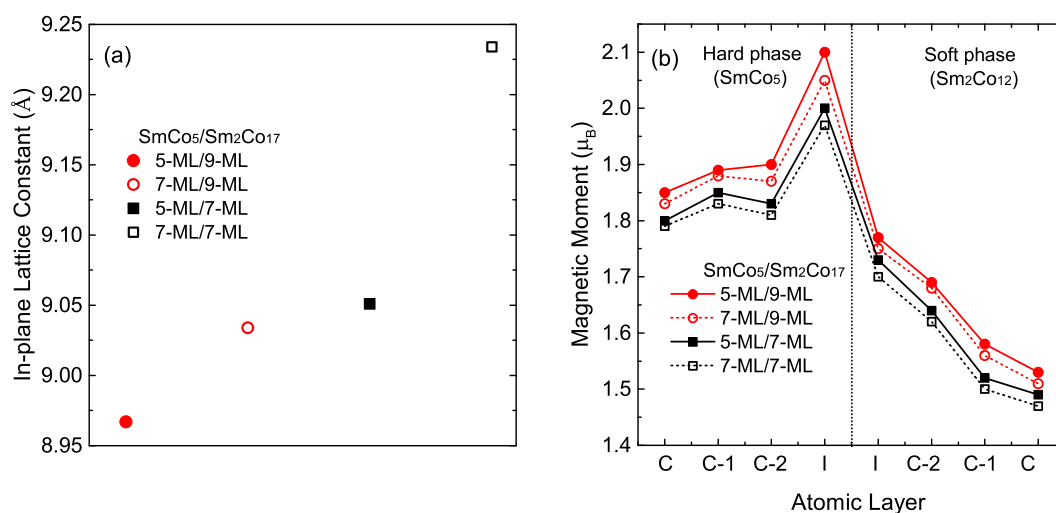 (a)
In-plane Lattice Constant (Å)
9.25
9.20
9.15
9.10
9.05
9.00
8.95
SmCo5/Sm2Co17
5-ML/9-ML
7-ML/9-ML
5-ML/7-ML
7-ML/7-ML
(b)
Magnetic Moment (μB)
2.1
2.0
1.9
1.8
1.7
1.6
1.5
1.4
Hard phase
(SmCo5)
Soft phase
(Sm2Co12)
SmCo5/Sm2Co17
5-ML/9-ML
7-ML/9-ML
5-ML/7-ML
7-ML/7-ML
C C-1 C-2 I I C-2 C-1 C
Atomic Layer